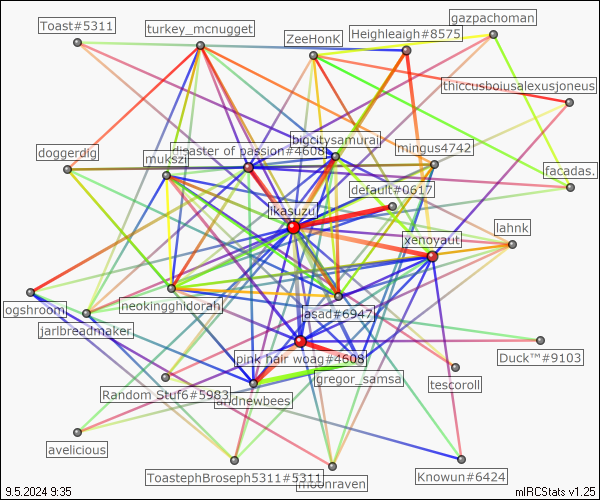 gazpachoman
Toast#5311
turkey_mcnugget
Heighleaigh#8575
ZeeHonK
thiccusboiusalexusjoneus
bigcitysamurai
mingus4742
disaster of passion#4608
doggerdig
mukszi
facadas.
default#0617
ikasuzu
lahnk
xenoyaut
neokingghidorah
ogshroom
asad#6947
jarlbreadmaker
pink hair woag#4608
Duck™#9103
gregor_samsa
tescoroll
Random Stuf6#5983
andnewbees
avelicious
ToastephBroseph5311#5311
Knowun#6424
moonraven
9.5.2024 9:35
mIRCStats v1.25